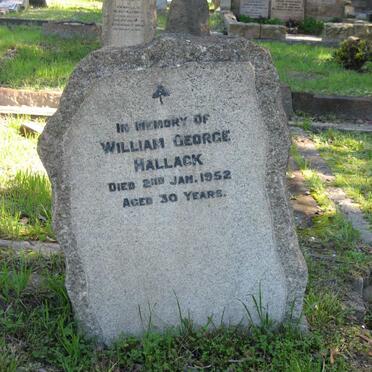 IN MEMORY OF
WILLIAM GEORGE
HALLACK
DIED 2ND JAN. 1952
AGED 30 YEARS.